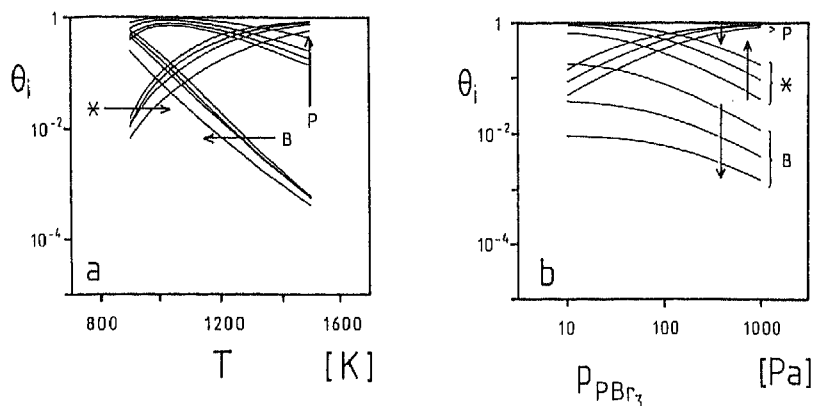 1
θi
10⁻²
10⁻⁴
*
B
P
a
800 1200 1600
T [K]
1
θi
10⁻²
10⁻⁴
P
*
B
b
10 100 1000
pPBr₃ [Pa]